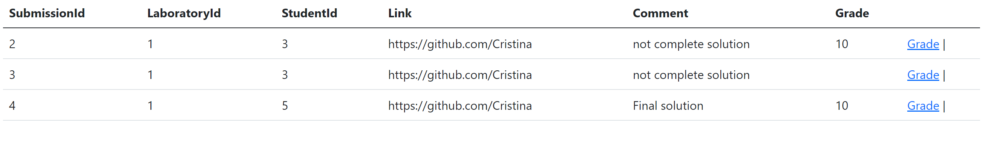 SubmissionId LaboratoryId StudentId Link Comment Grade
2 1 3 https://github.com/Cristina not complete solution 10 Grade |
3 1 3 https://github.com/Cristina not complete solution Grade |
4 1 5 https://github.com/Cristina Final solution 10 Grade |